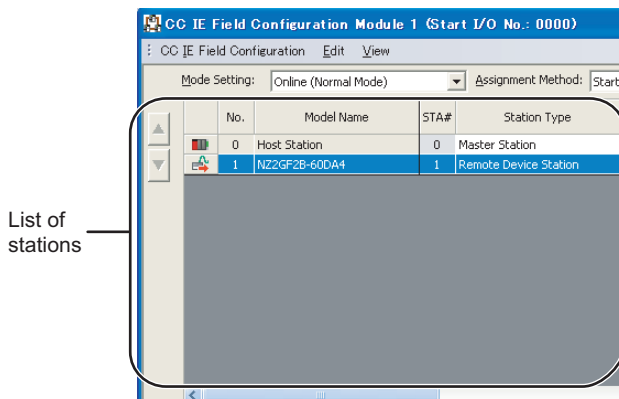 CC IE Field Configuration Module 1 (Start I/O No.: 0000)
CC IE Field Configuration Edit View
Mode Setting: Online (Normal Mode) Assignment Method: Start
No. Model Name STA# Station Type
0 Host Station 0 Master Station
1 NZ2GF2B-60DA4 1 Remote Device Station
List of
stations